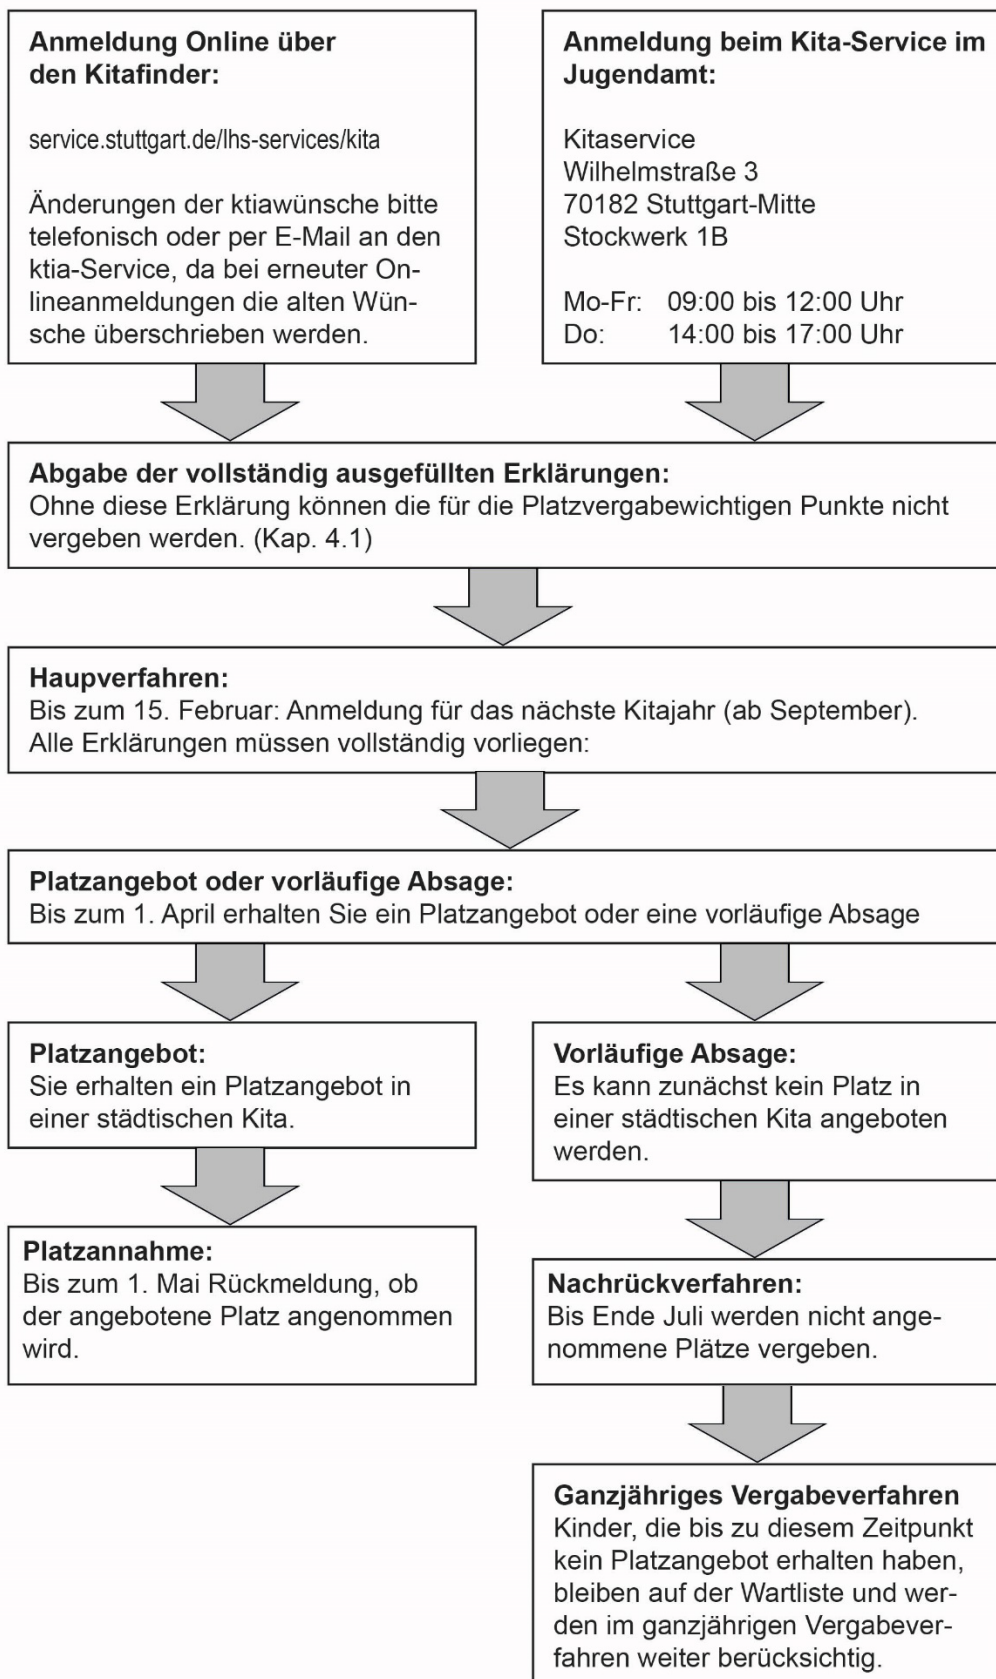 Anmeldung Online über
den Kitafinder:
service.stuttgart.de/lhs-services/kita
Änderungen der ktiawünsche bitte
telefonisch oder per E-Mail an den
ktia-Service, da bei erneuter On-
lineanmeldungen die alten Wün-
sche überschrieben werden.
Anmeldung beim Kita-Service im
Jugendamt:
Kitaservice
Wilhelmstraße 3
70182 Stuttgart-Mitte
Stockwerk 1B
Mo-Fr: 09:00 bis 12:00 Uhr
Do: 14:00 bis 17:00 Uhr
Abgabe der vollständig ausgefüllten Erklärungen:
Ohne diese Erklärung können die für die Platzvergabewichtigen Punkte nicht
vergeben werden. (Kap. 4.1)
Haupverfahren:
Bis zum 15. Februar: Anmeldung für das nächste Kitajahr (ab September).
Alle Erklärungen müssen vollständig vorliegen:
Platzangebot oder vorläufige Absage:
Bis zum 1. April erhalten Sie ein Platzangebot oder eine vorläufige Absage
Platzangebot:
Sie erhalten ein Platzangebot in
einer städtischen Kita.
Platzannahme:
Bis zum 1. Mai Rückmeldung, ob
der angebotene Platz angenommen
wird.
Vorläufige Absage:
Es kann zunächst kein Platz in
einer städtischen Kita angeboten
werden.
Nachrückverfahren:
Bis Ende Juli werden nicht ange-
nommene Plätze vergeben.
Ganzjähriges Vergabeverfahren
Kinder, die bis zu diesem Zeitpunkt
kein Platzangebot erhalten haben,
bleiben auf der Wartliste und wer-
den im ganzjährigen Vergabever-
fahren weiter berücksichtig.